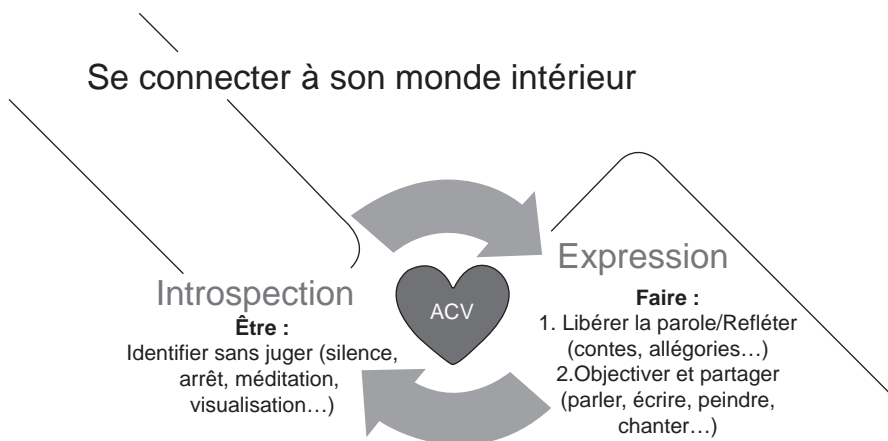 Se connecter à son monde intérieur
Introspection
Être :
Identifier sans juger (silence,
arrêt, méditation,
visualisation…)
ACV
Expression
Faire :
1. Libérer la parole/Refléter
(contes, allégories…)
2.Objectiver et partager
(parler, écrire, peindre,
chanter…)